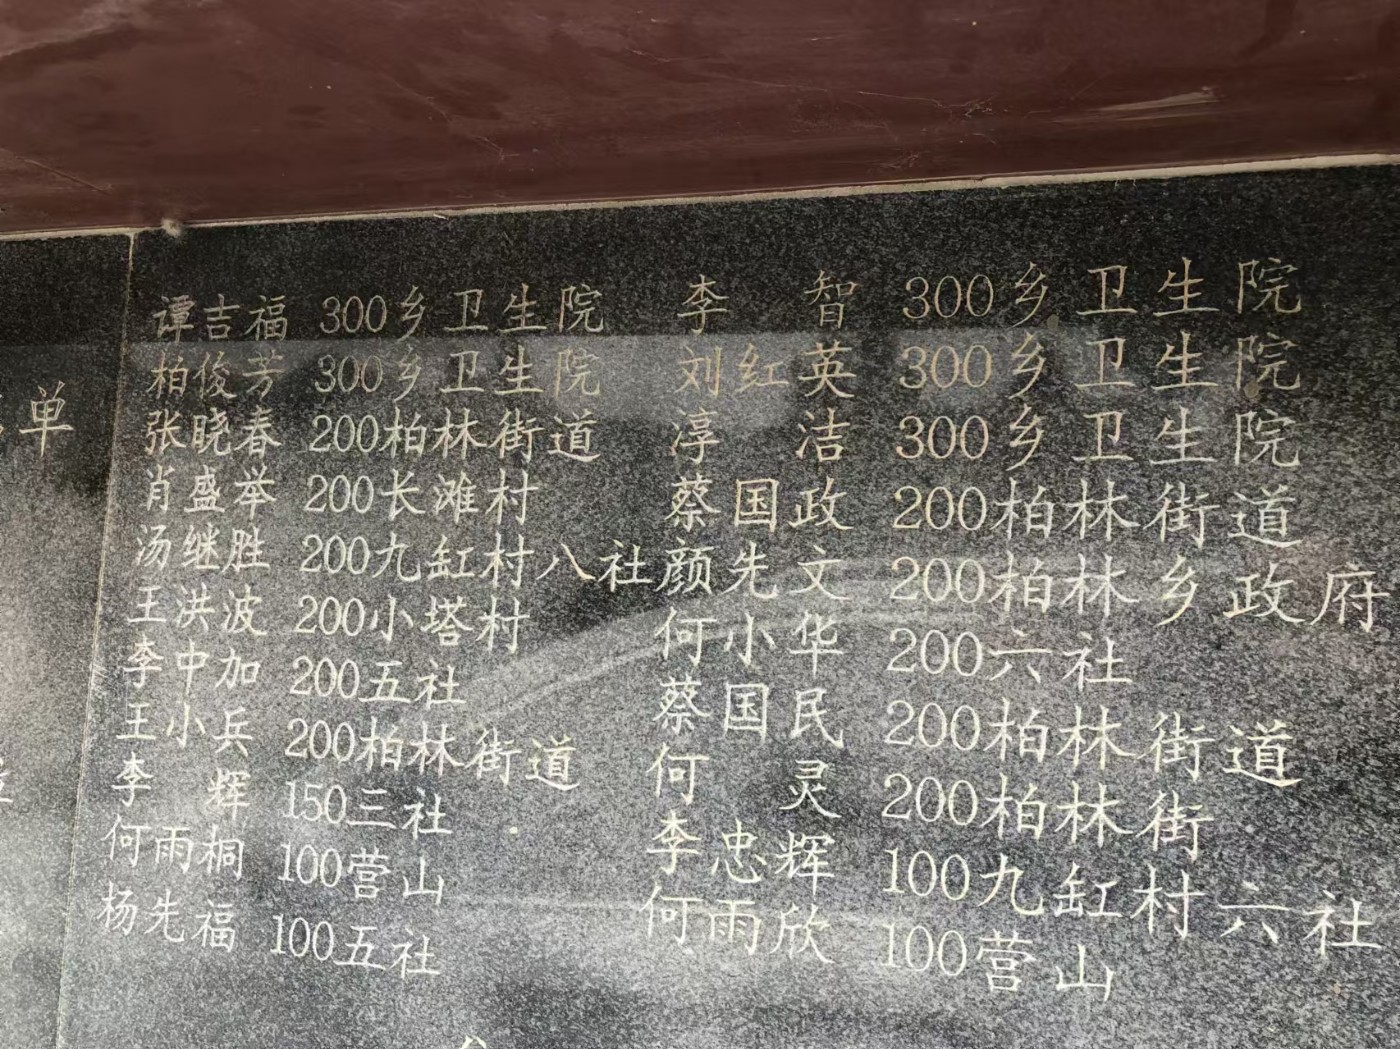 单
谭吉福 300乡卫生院 李智 300乡卫生院
柏俊芳 300乡卫生院 刘红英 300乡卫生院
张晓春 200柏林街道 淳洁 300乡卫生院
肖盛举 200长滩村 蔡国政 200柏林街道
汤继胜 200九缸村八社 颜先文 200柏林乡政府
王洪波 200小塔村 何小华 200六社
李中加 200五社 蔡国民 200柏林街道
王小兵 200柏林街道 何灵 200柏林街
李辉 150三社 李忠辉 100九缸村六社
何雨桐 100营山 何雨欣 100营山
杨先福 100五社